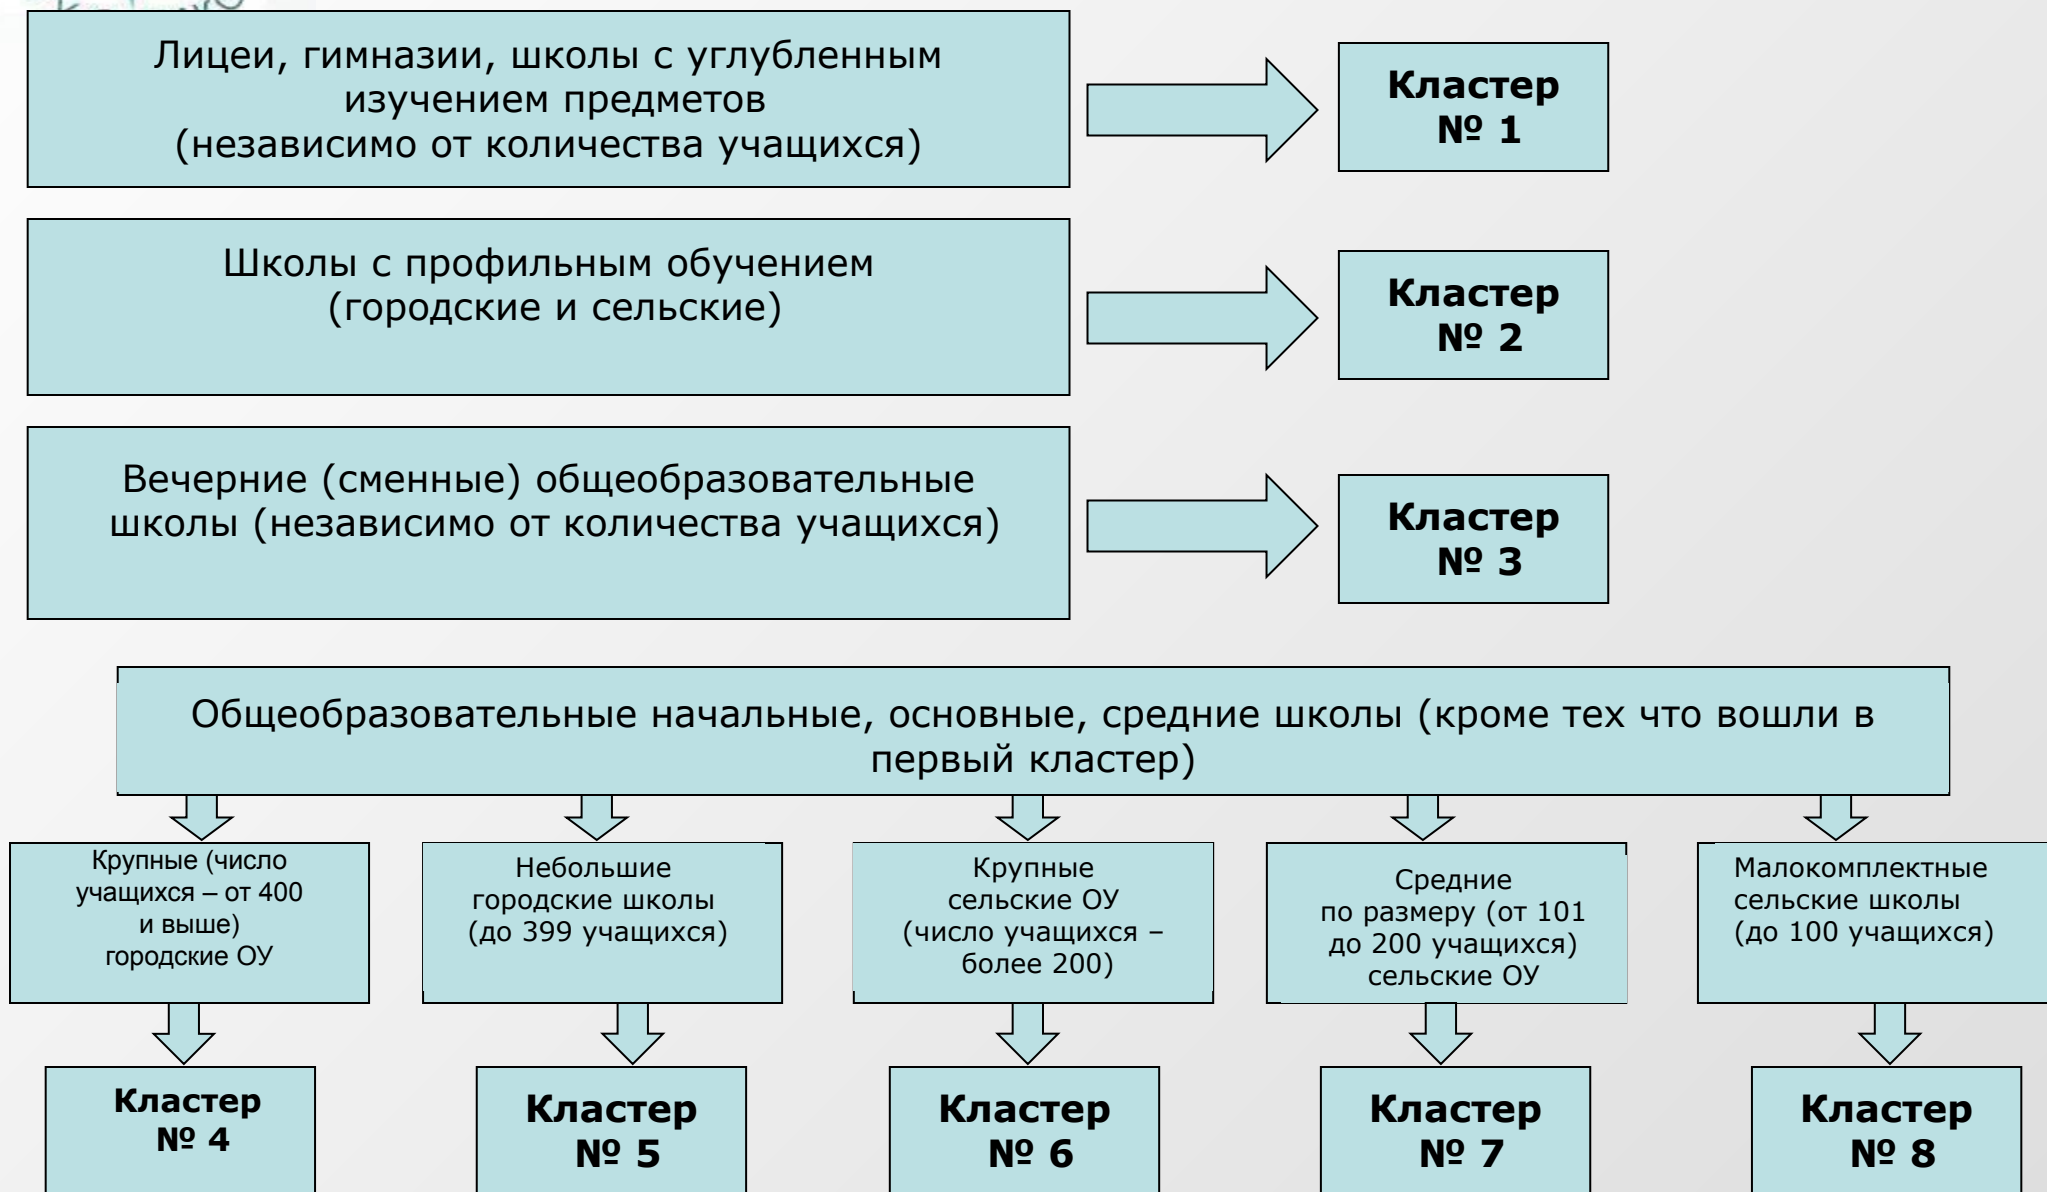 Лицеи, гимназии, школы с углубленным
изучением предметов
(независимо от количества учащихся)
Кластер
№ 1
Школы с профильным обучением
(городские и сельские)
Кластер
№ 2
Вечерние (сменные) общеобразовательные
школы (независимо от количества учащихся)
Кластер
№ 3
Общеобразовательные начальные, основные, средние школы (кроме тех что вошли в
первый кластер)
Крупные (число
учащихся – от 400
и выше)
городские ОУ
Небольшие
городские школы
(до 399 учащихся)
Крупные
сельские ОУ
(число учащихся –
более 200)
Средние
по размеру (от 101
до 200 учащихся)
сельские ОУ
Малокомплектные
сельские школы
(до 100 учащихся)
Кластер
№ 4
Кластер
№ 5
Кластер
№ 6
Кластер
№ 7
Кластер
№ 8